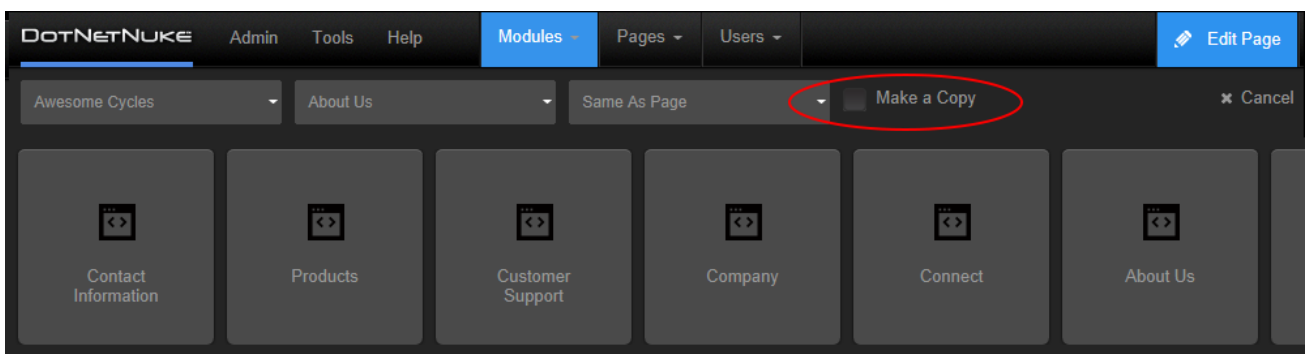 DotNetNuke Admin Tools Help Modules Pages Users Edit Page
Awesome Cycles About Us Same As Page Make a Copy Cancel
Contact Information
Products
Customer Support
Company
Connect
About Us